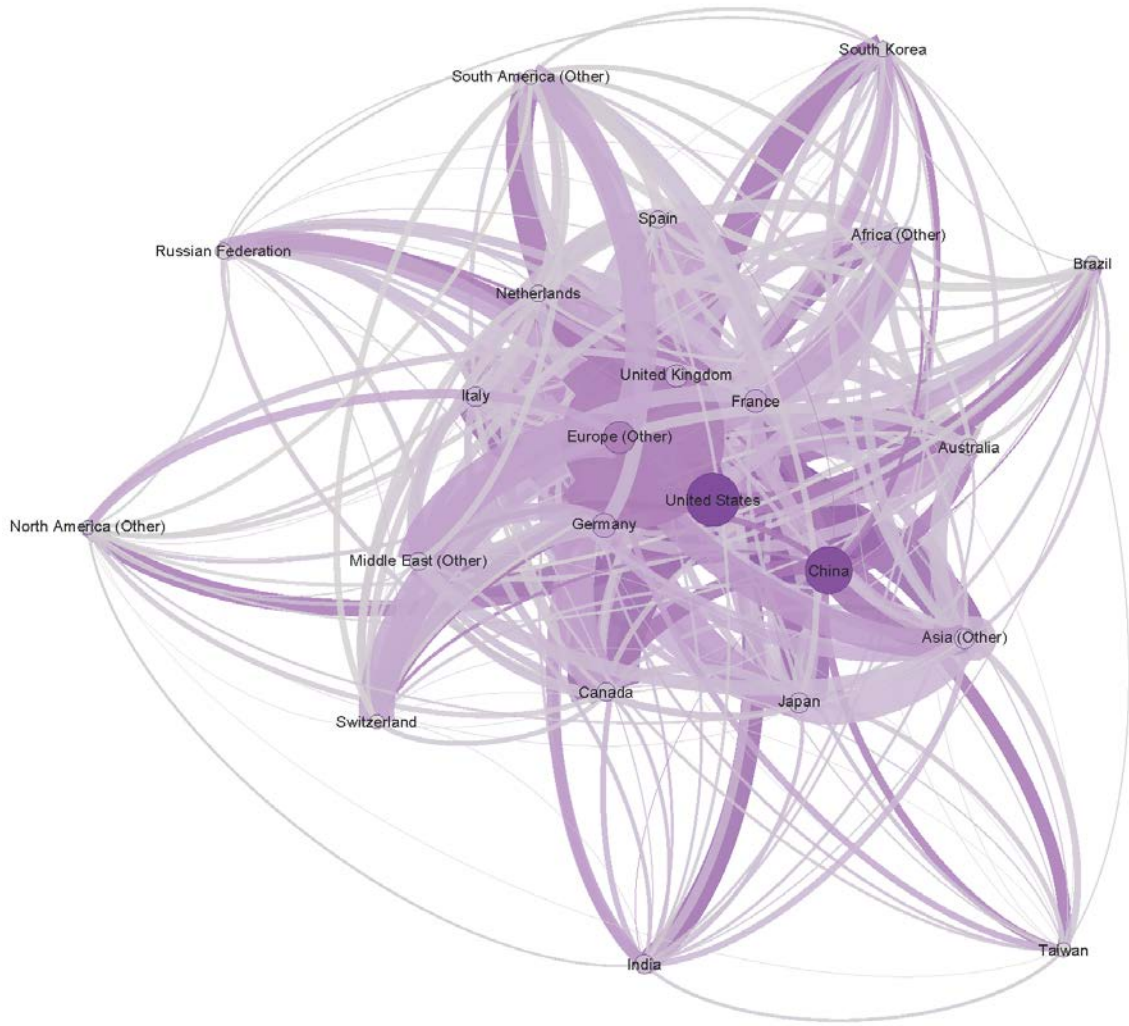 South Korea
South America (Other)
Spain
Africa (Other)
Russian Federation
Brazil
Netherlands
United Kingdom
Italy
France
Europe (Other)
Australia
United States
North America (Other)
Germany
Middle East (Other)
China
Asia (Other)
Canada
Japan
Switzerland
Taiwan
India